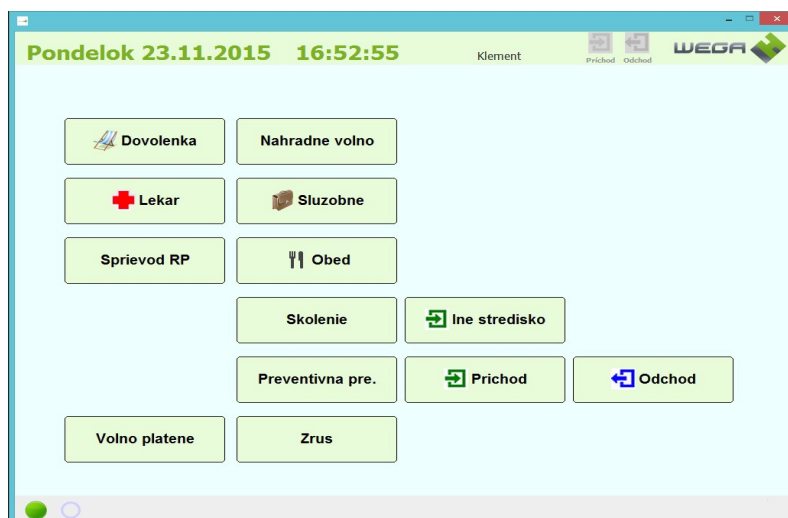 Pondelok 23.11.2015 16:52:55 Klement Príchod Odchod WEGA
Dovolenka Nahradne volno
Lekar Sluzobne
Sprievod RP Obed
Skolenie Ine stredisko
Preventivna pre. Prichod Odchod
Volno platene Zrus